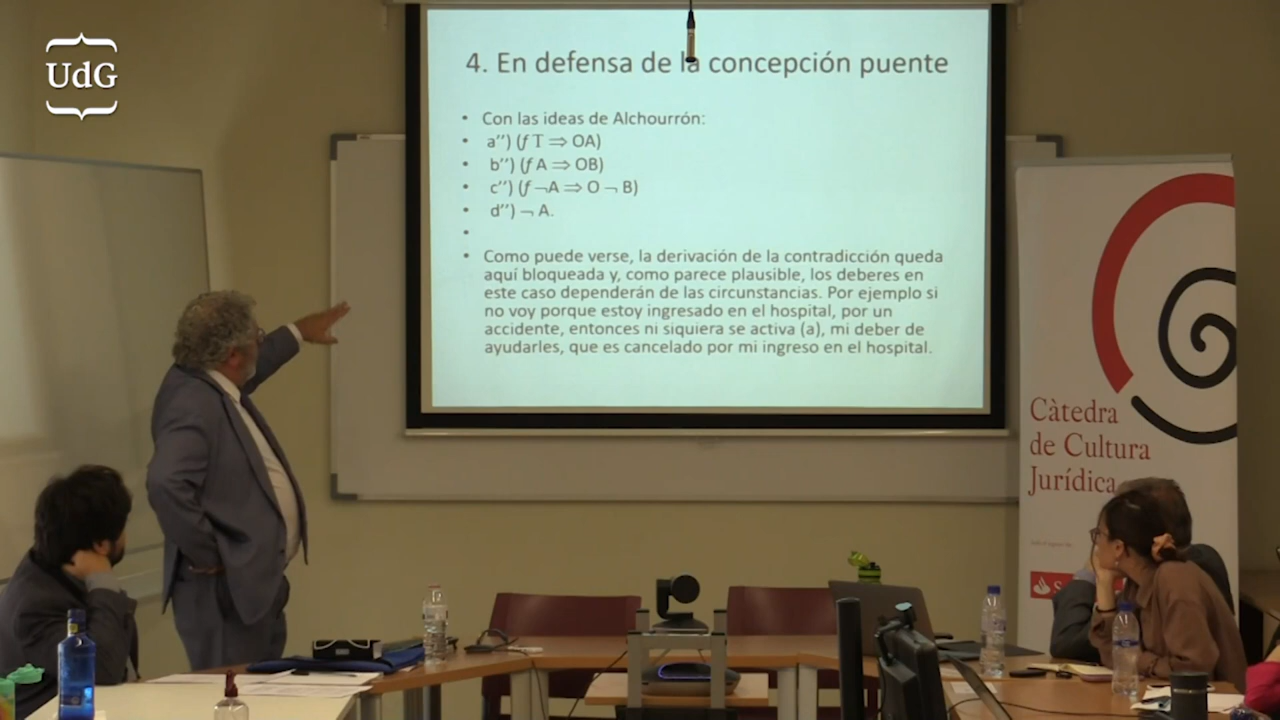 UdG
4. En defensa de la concepción puente
• Con las ideas de Alchourrón:
• a’’) (f T ⇒ OA)
• b’’) (f A ⇒ OB)
• c’’) (f ¬A ⇒ O ¬ B)
• d’’) ¬ A.
•
• Como puede verse, la derivación de la contradicción queda
aquí bloqueada y, como parece plausible, los deberes en
este caso dependerán de las circunstancias. Por ejemplo si
no voy porque estoy ingresado en el hospital, por un
accidente, entonces ni siquiera se activa (a), mi deber de
ayudarles, que es cancelado por mi ingreso en el hospital.
Càtedra
de Cultura
Jurídica